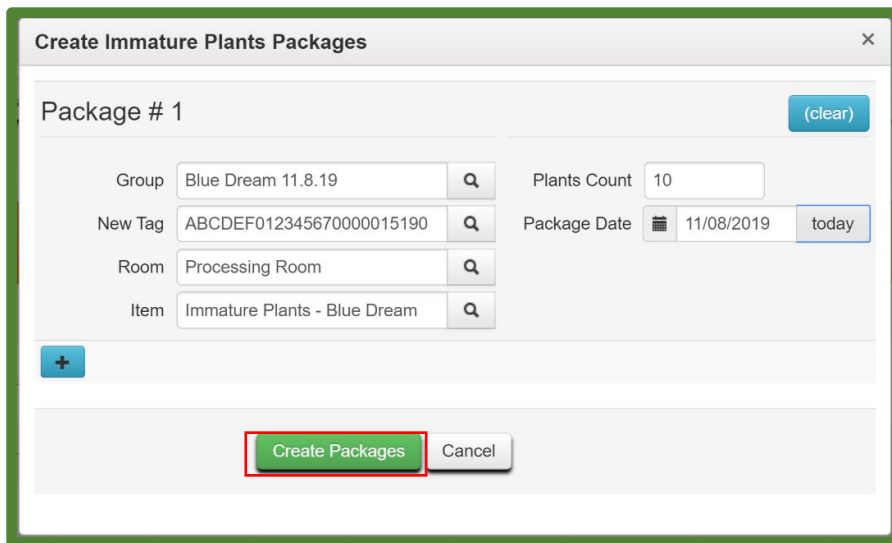 Create Immature Plants Packages ×
Package # 1 (clear)
Group Blue Dream 11.8.19 Plants Count 10
New Tag ABCDEF012345670000015190 Package Date 11/08/2019 today
Room Processing Room
Item Immature Plants - Blue Dream
+
Create Packages Cancel